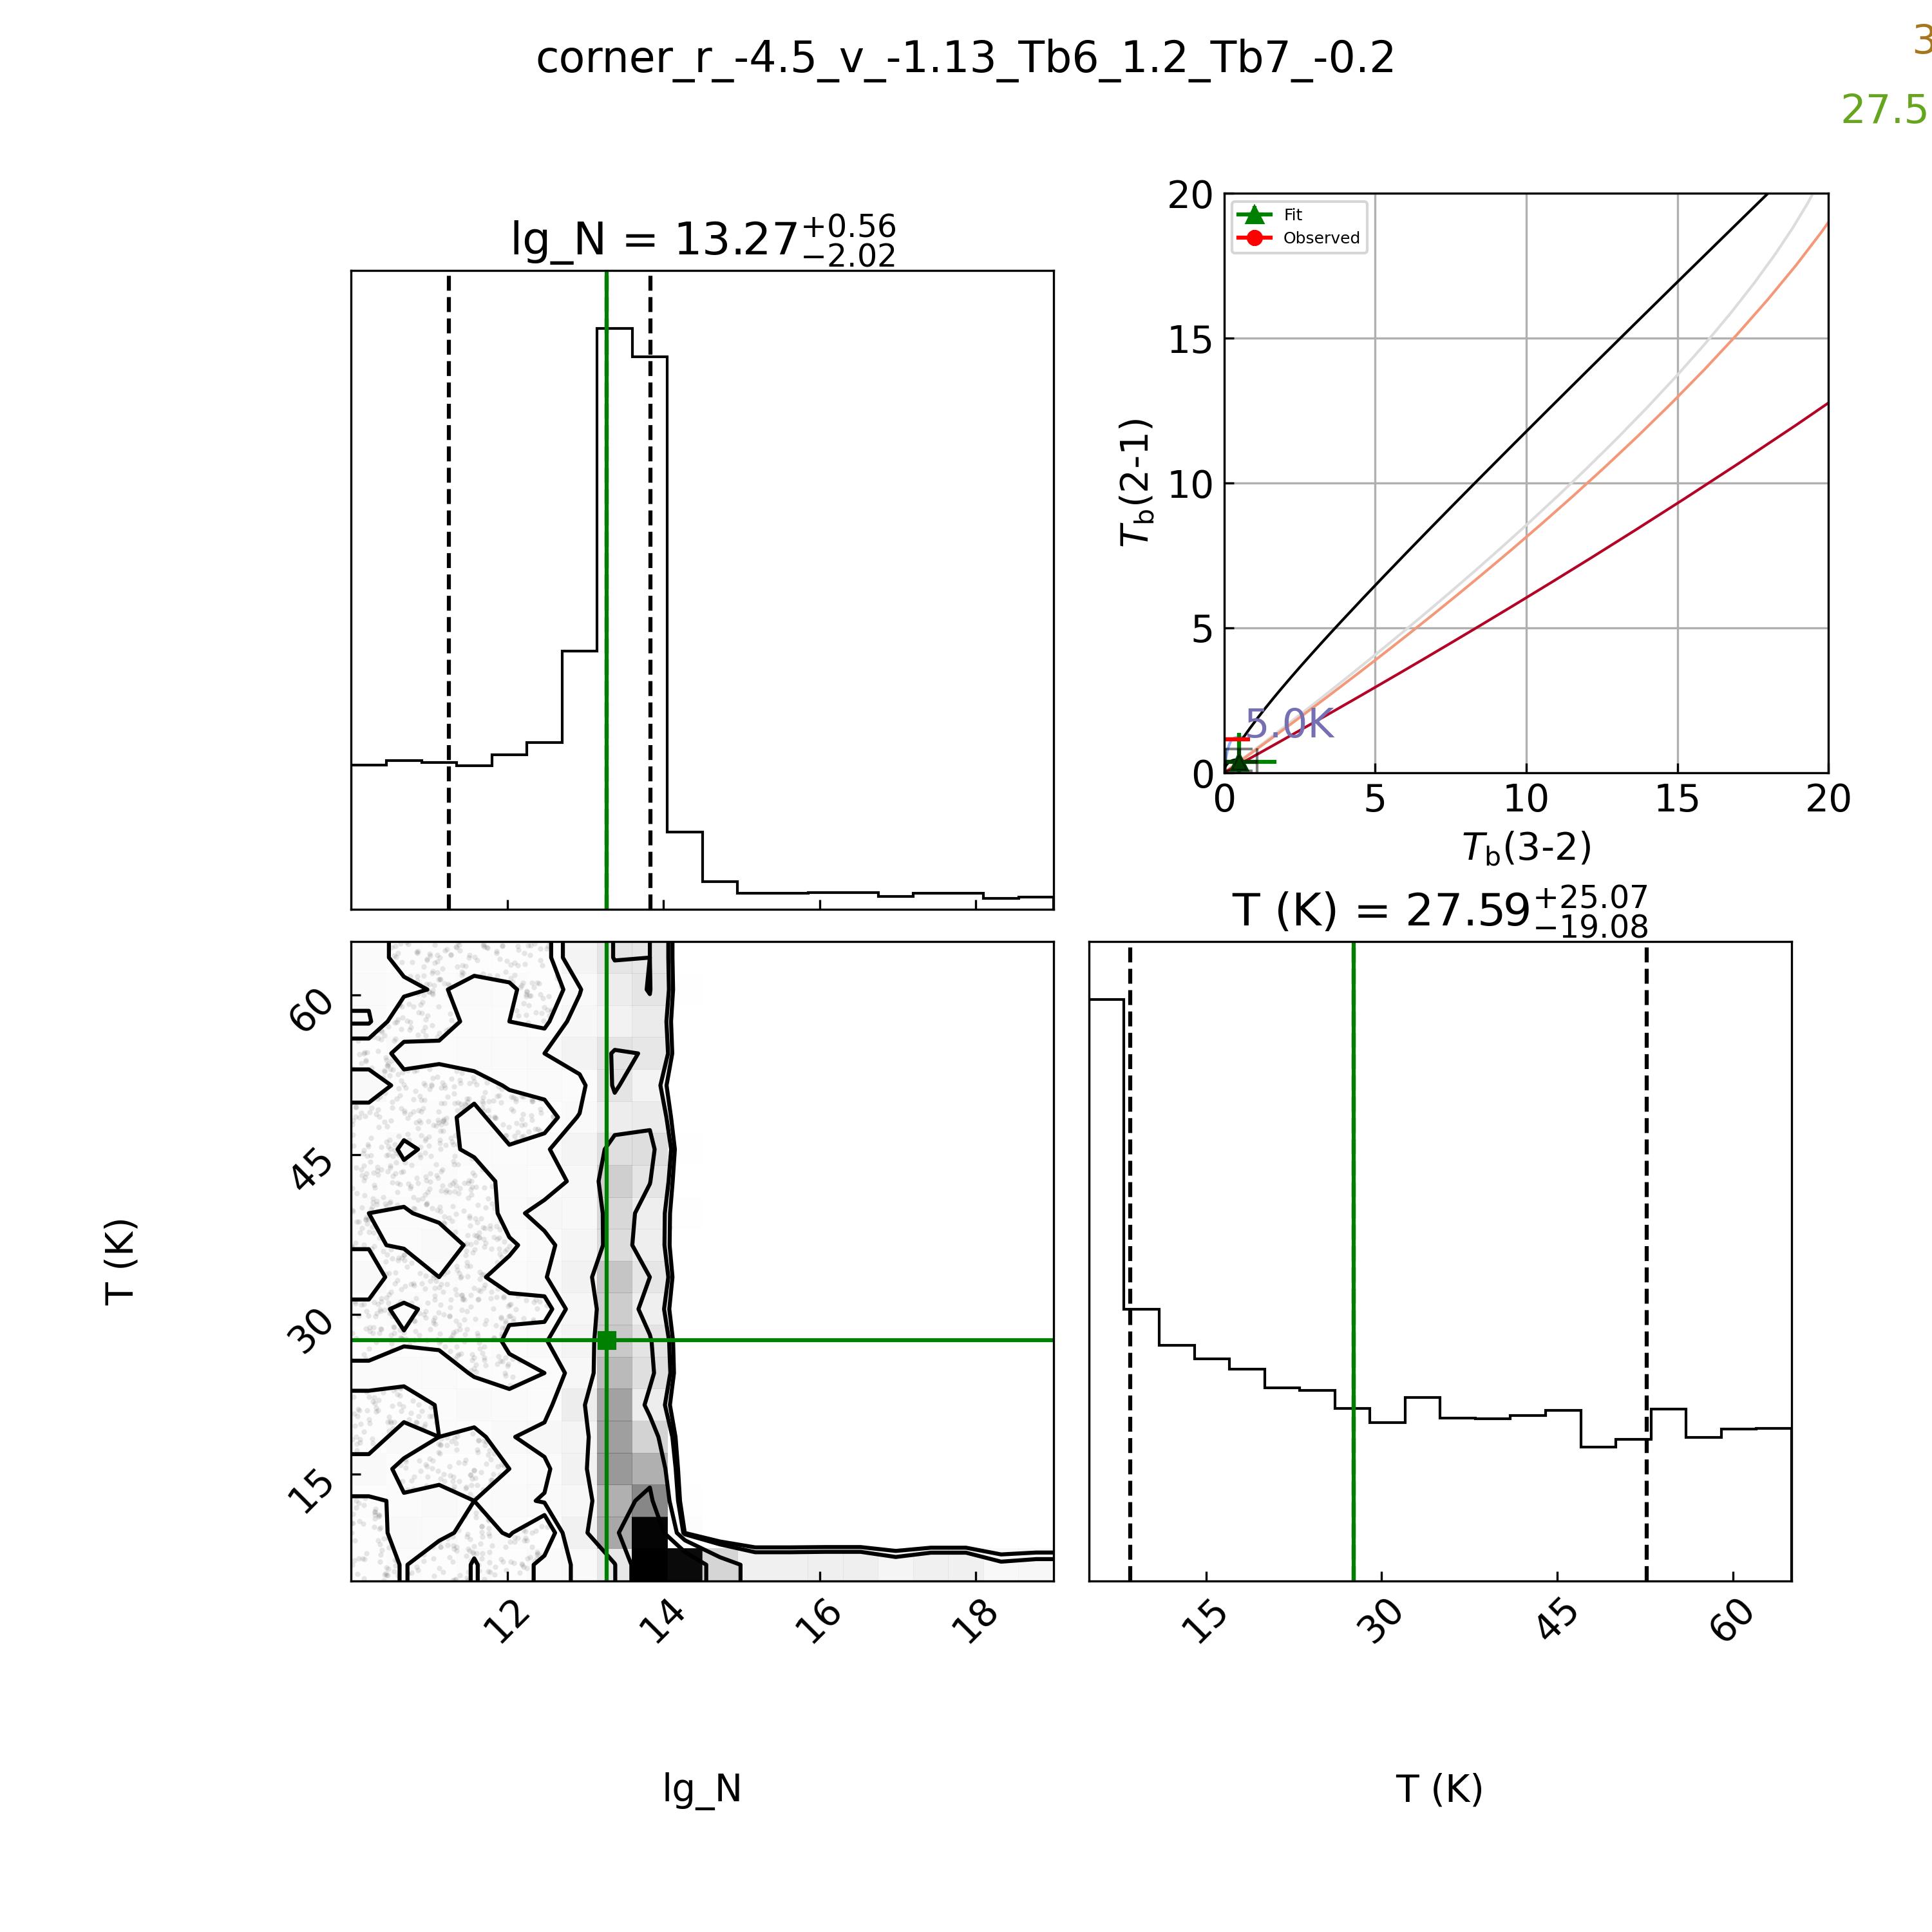 corner_r_-4.5_v_-1.13_Tb6_1.2_Tb7_-0.2
3
27.5
lg_N = 13.27+0.56−2.02
20
15
10
5
0
Tb(2-1)
Fit
Observed
5.0K
0 5 10 15 20
Tb(3-2)
T (K) = 27.59+25.07−19.08
60
45
30
15
T (K)
12 14 16 18
lg_N
15 30 45 60
T (K)